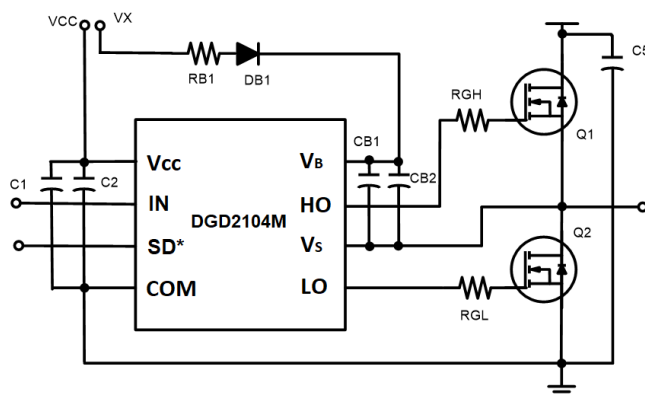 VCC
VX
RB1
DB1
C5
RGH
Q1
CB1
CB2
C1
C2
Vcc
VB
IN
HO
DGD2104M
SD*
VS
COM
LO
Q2
RGL